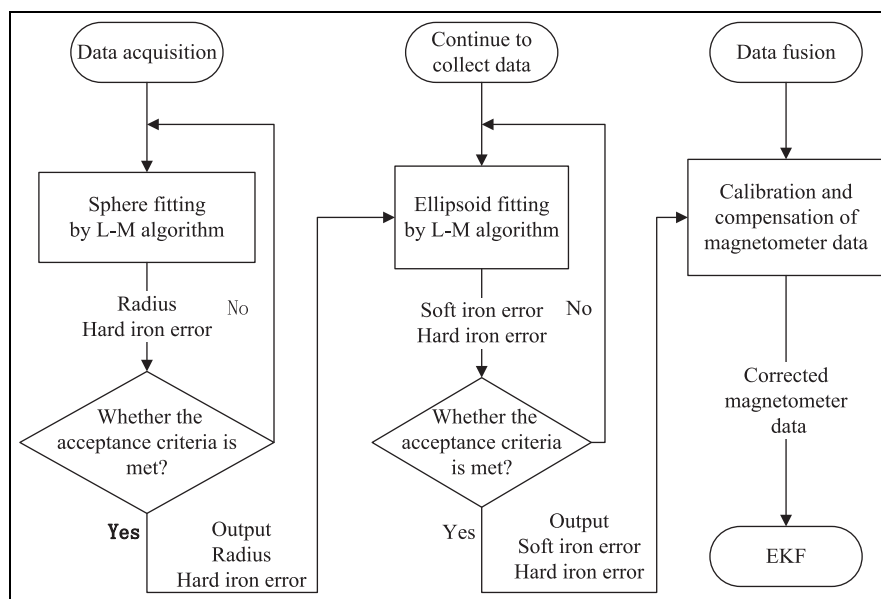 Data acquisition
Sphere fitting
by L-M algorithm
Radius
Hard iron error
No
Whether the
acceptance criteria is
met?
Yes
Output
Radius
Hard iron error
Continue to
collect data
Ellipsoid fitting
by L-M algorithm
Soft iron error
Hard iron error
No
Whether the
acceptance criteria
is met?
Yes
Output
Soft iron error
Hard iron error
Data fusion
Calibration and
compensation of
magnetometer data
Corrected
magnetometer
data
EKF